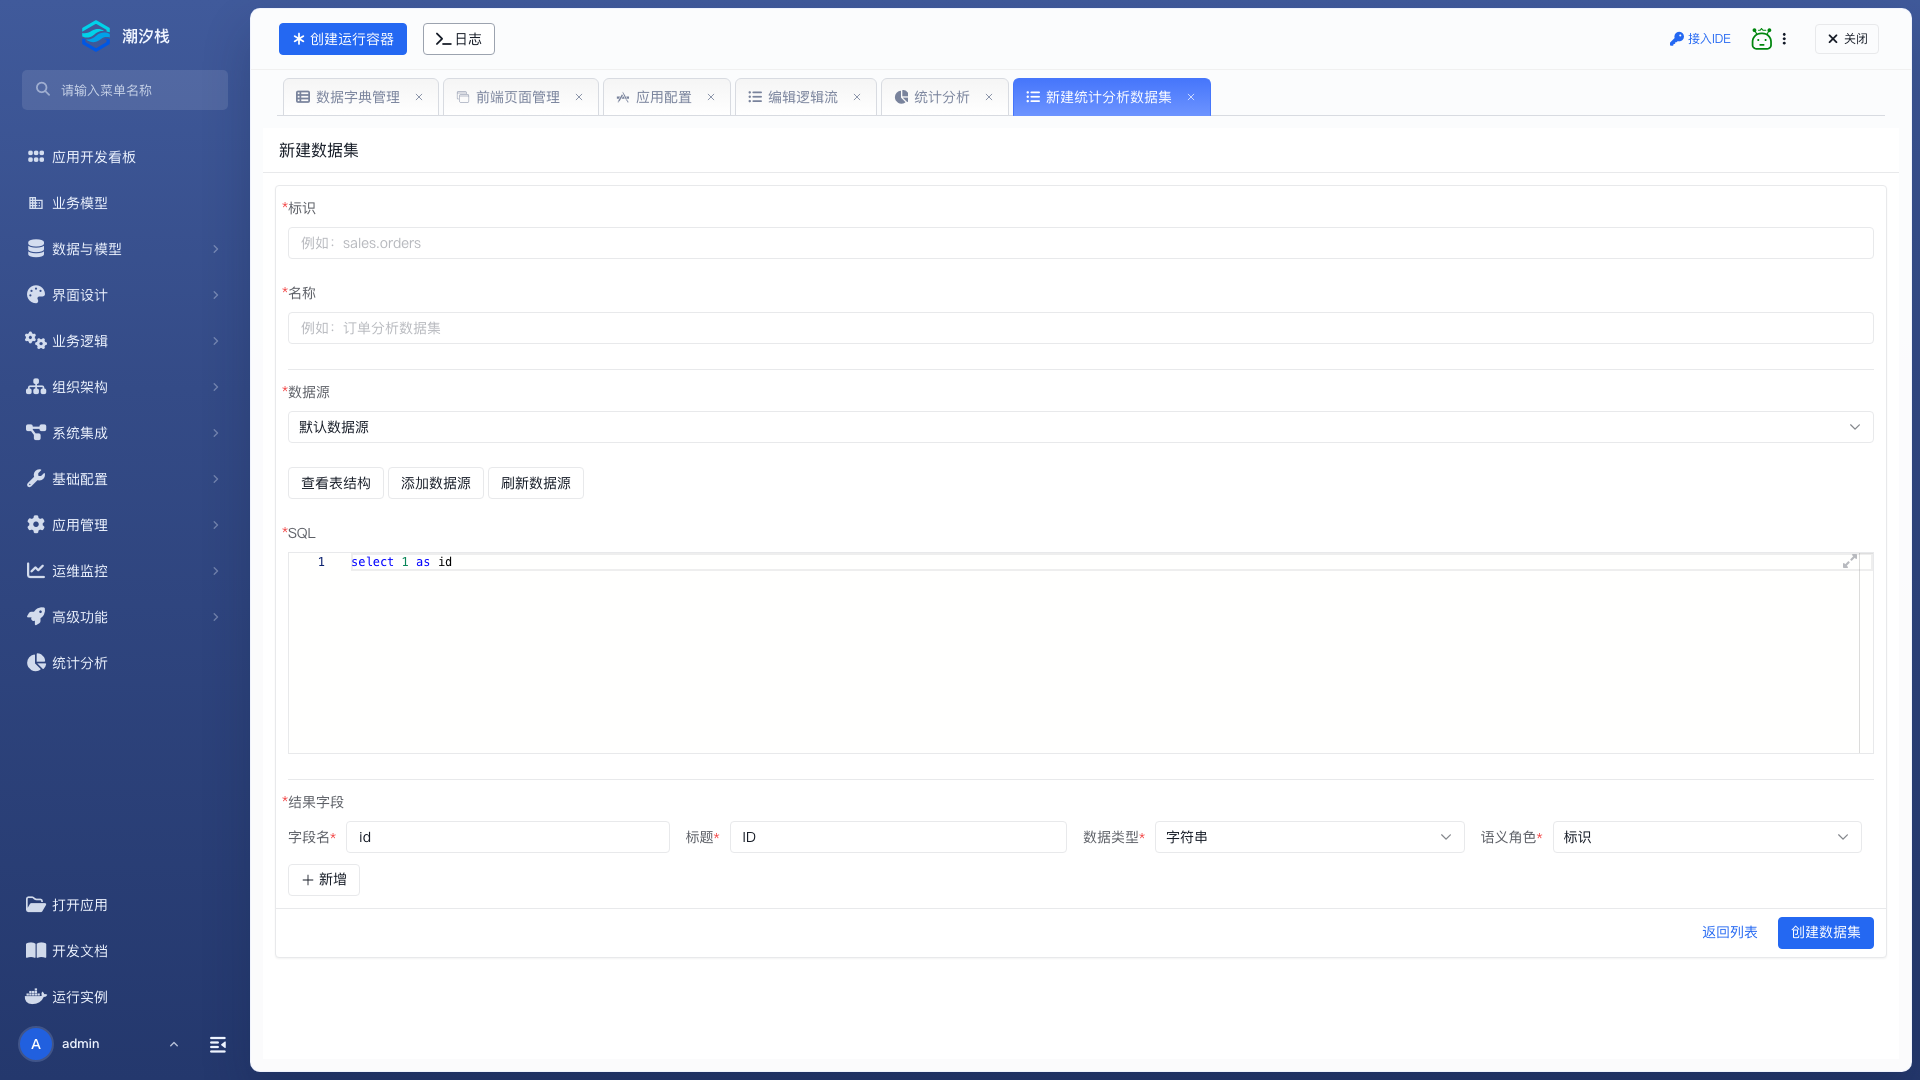 潮汐栈
请输入菜单名称
应用开发看板
业务模型
数据与模型
界面设计
业务逻辑
组织架构
系统集成
基础配置
应用管理
运维监控
高级功能
统计分析
打开应用
开发文档
运行实例
A admin
创建运行容器 日志 接入IDE 关闭
数据字典管理 前端页面管理 应用配置 编辑逻辑流 统计分析 新建统计分析数据集
新建数据集
*标识
例如：sales.orders
*名称
例如：订单分析数据集
*数据源
默认数据源
查看表结构 添加数据源 刷新数据源
*SQL
1 select 1 as id
*结果字段
字段名* id 标题* ID 数据类型* 字符串 语义角色* 标识
新增
返回列表 创建数据集